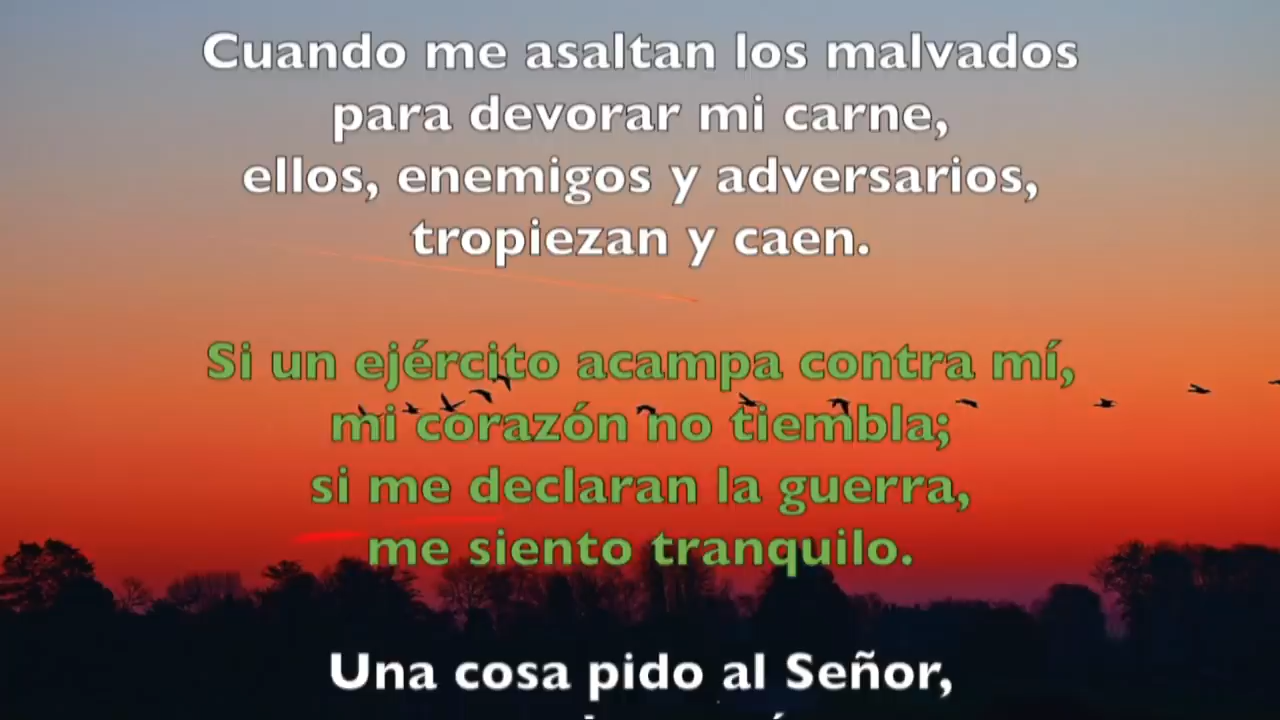 Cuando me asaltan los malvados
para devorar mi carne,
ellos, enemigos y adversarios,
tropiezan y caen.
Si un ejército acampa contra mí,
mi corazón no tiembla;
si me declaran la guerra,
me siento tranquilo.
Una cosa pido al Señor,